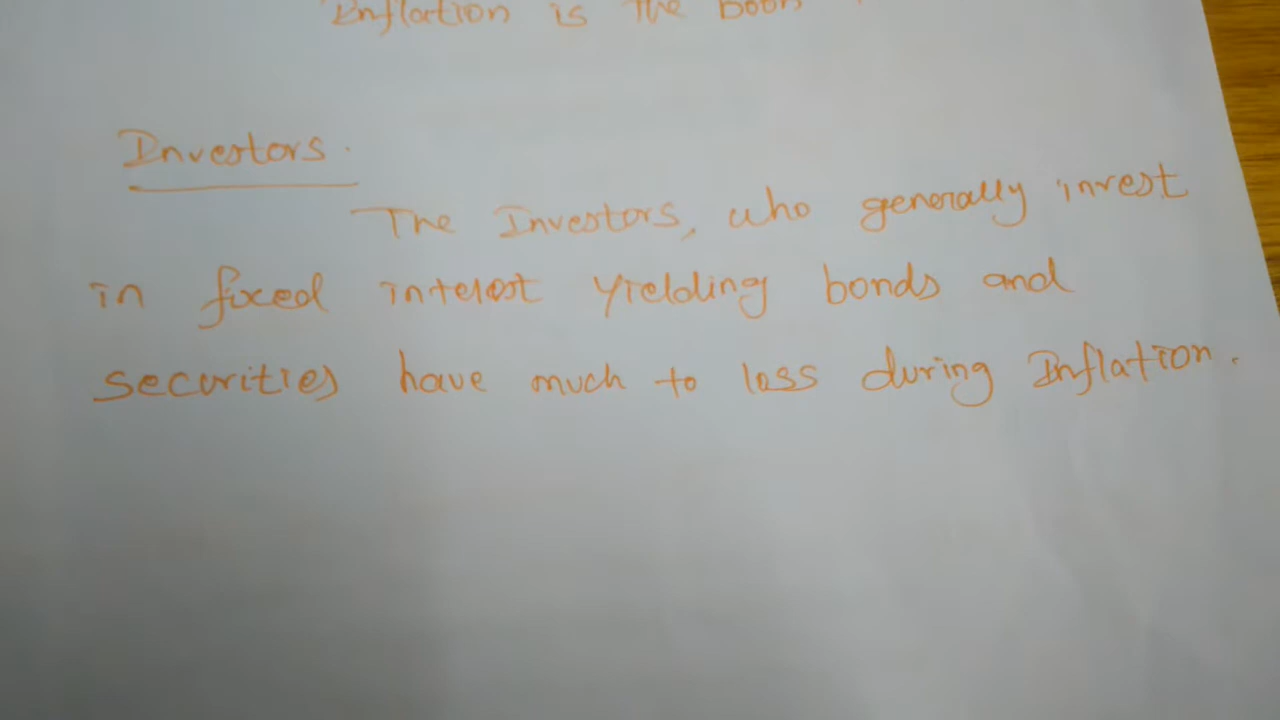 Inflation is the boon
Investors.
The Investors, who generally invest
in fixed interest yielding bonds and
securities have much to loss during Inflation.